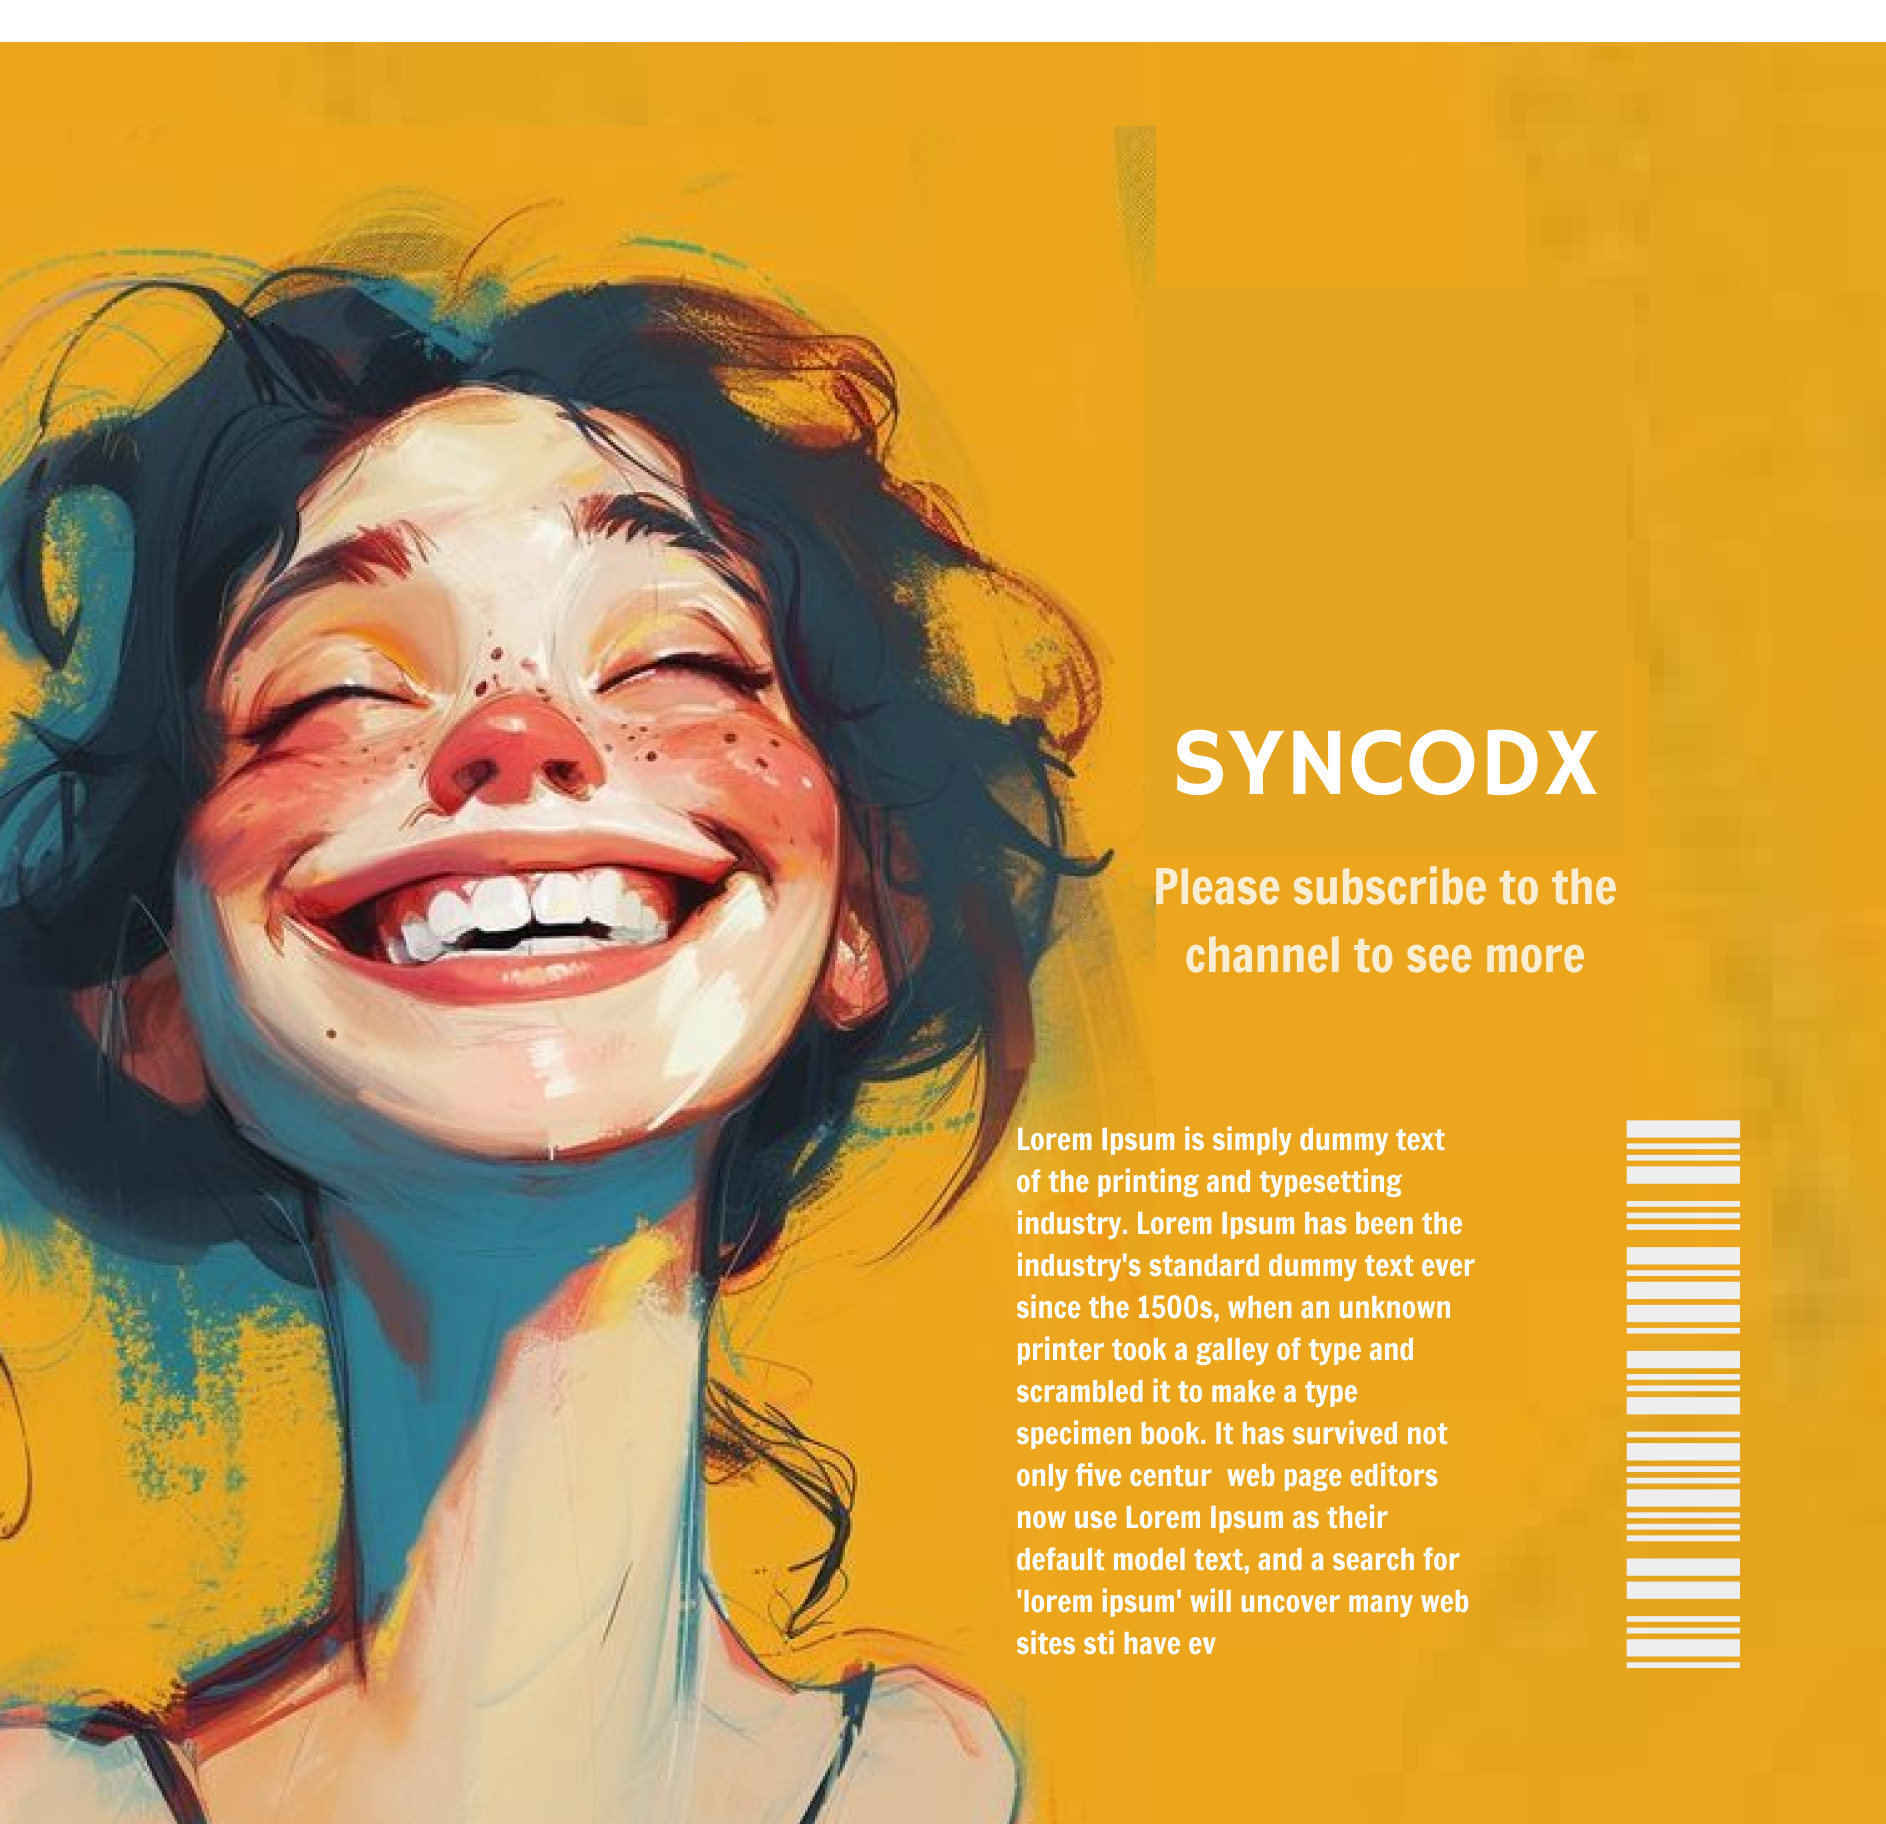 SYNCODX
Please subscribe to the
channel to see more
Lorem Ipsum is simply dummy text
of the printing and typesetting
industry. Lorem Ipsum has been the
industry's standard dummy text ever
since the 1500s, when an unknown
printer took a galley of type and
scrambled it to make a type
specimen book. It has survived not
only five centur  web page editors
now use Lorem Ipsum as their
default model text, and a search for
'lorem ipsum' will uncover many web
sites sti have ev